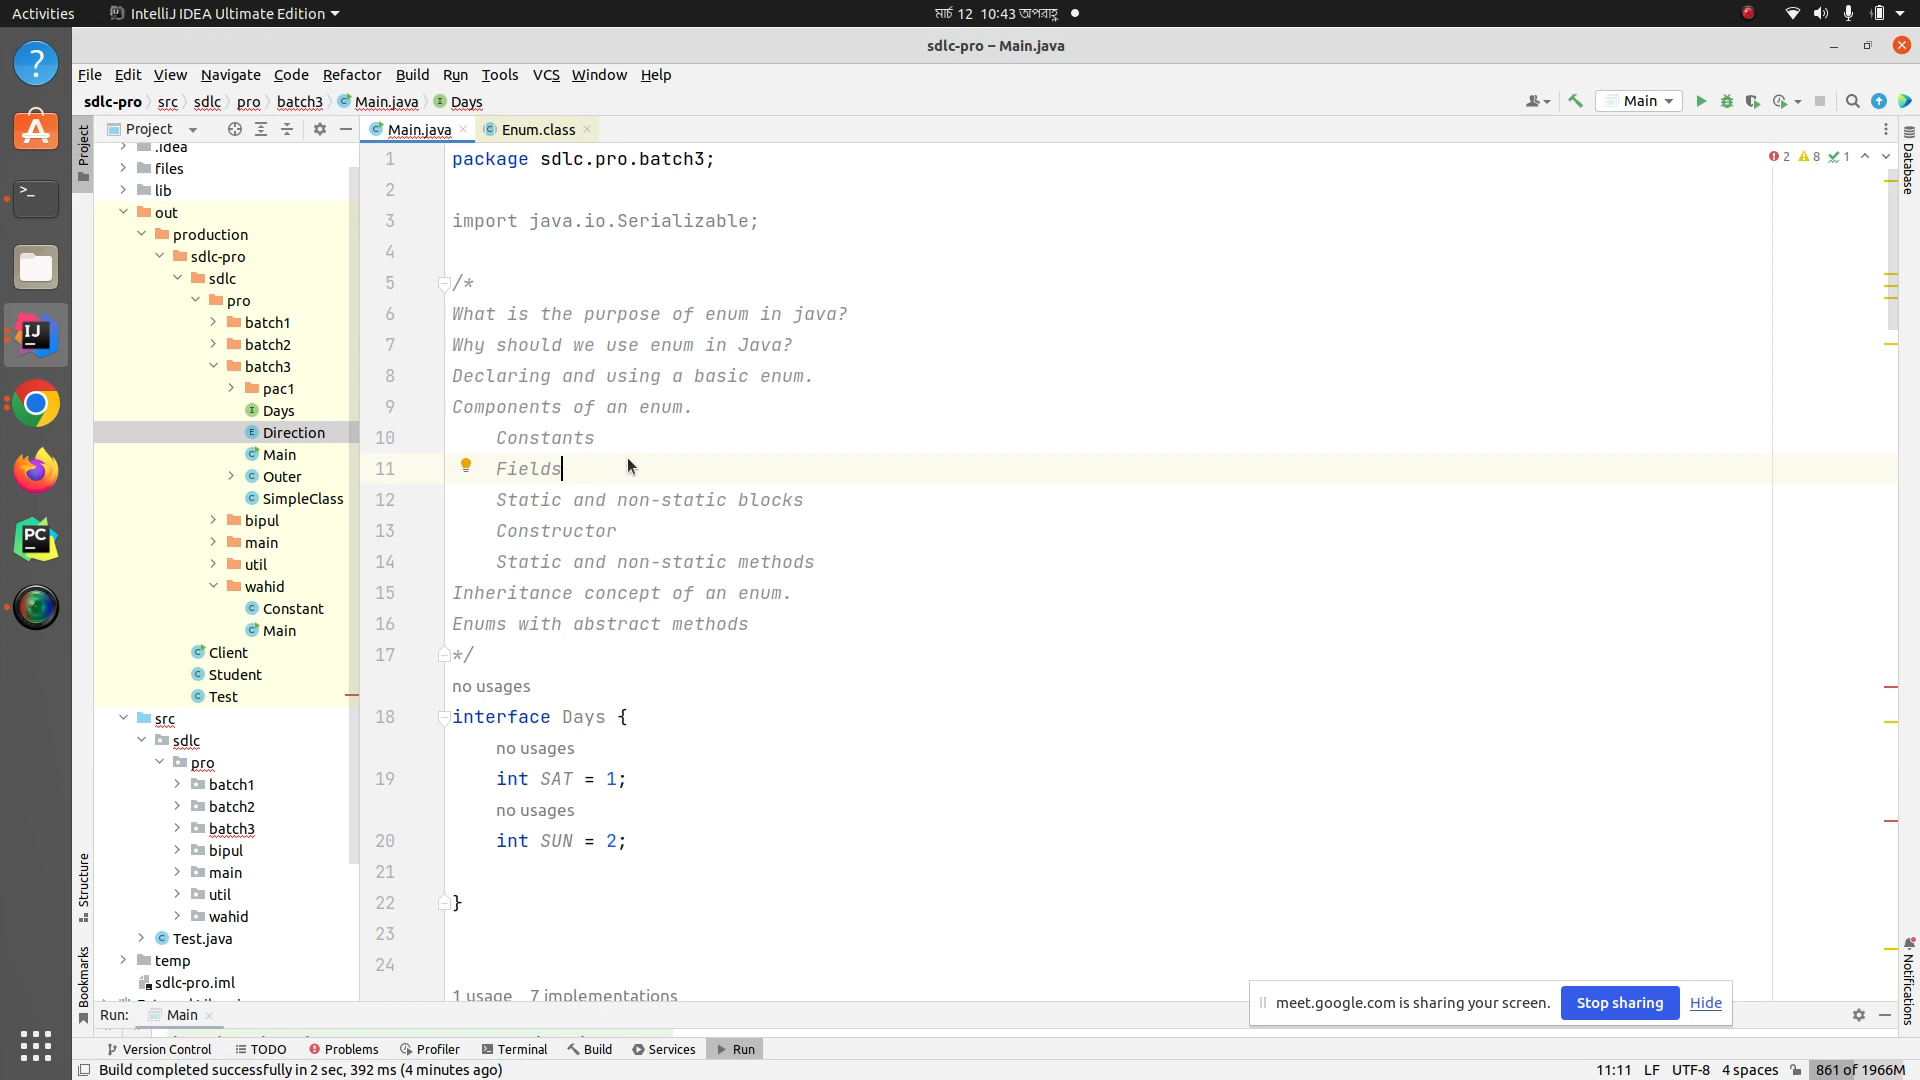 Activities
IntelliJ IDEA Ultimate Edition
মার্চ 12 10:43 অপরাহ্ণ
sdlc-pro – Main.java
File Edit View Navigate Code Refactor Build Run Tools VCS Window Help
sdlc-pro src sdlc pro batch3 Main.java Days
Main
Project
Main.java
Enum.class
Project
.idea
files
lib
out
production
sdlc-pro
sdlc
pro
batch1
batch2
batch3
pac1
Days
Direction
Main
Outer
SimpleClass
bipul
main
util
wahid
Constant
Main
Client
Student
Test
src
sdlc
pro
batch1
batch2
batch3
bipul
main
util
wahid
Test.java
temp
sdlc-pro.iml
Structure
Bookmarks
1 package sdlc.pro.batch3;
2
3 import java.io.Serializable;
4
5 /*
6 What is the purpose of enum in java?
7 Why should we use enum in Java?
8 Declaring and using a basic enum.
9 Components of an enum.
10 Constants
11 Fields
12 Static and non-static blocks
13 Constructor
14 Static and non-static methods
15 Inheritance concept of an enum.
16 Enums with abstract methods
17 */
no usages
18 interface Days {
no usages
19 int SAT = 1;
no usages
20 int SUN = 2;
21
22 }
23
24
1 usage 7 implementations
2 8 1
Database
Notifications
meet.google.com is sharing your screen.
Stop sharing
Hide
Run: Main
Version Control TODO Problems Profiler Terminal Build Services Run
Build completed successfully in 2 sec, 392 ms (4 minutes ago)
11:11 LF UTF-8 4 spaces 861 of 1966M